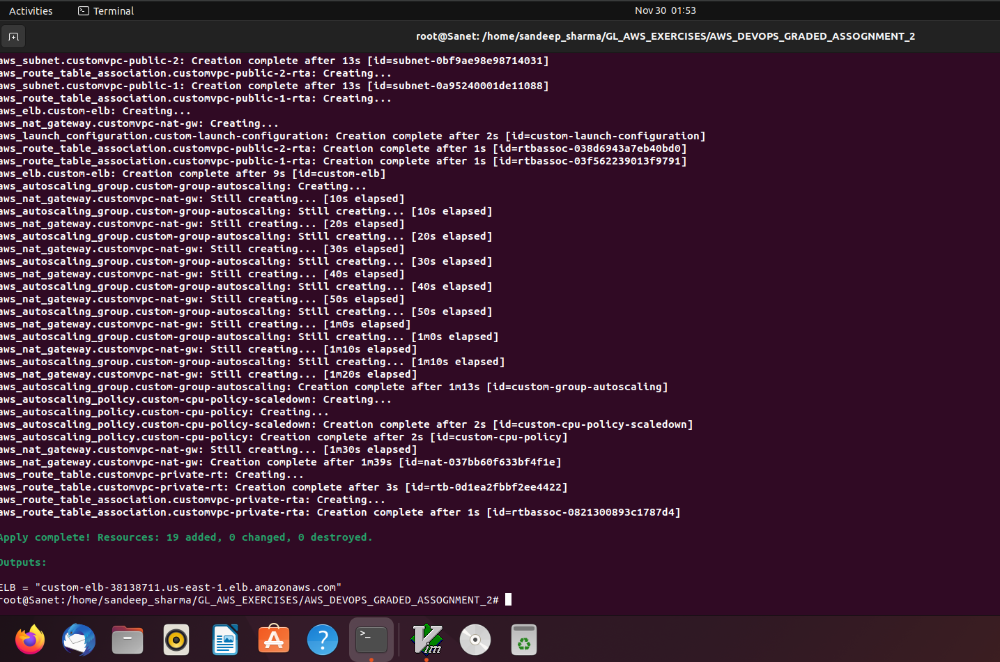 Activities
Terminal
Nov 30 01:53
root@Sanet: /home/sandeep_sharma/GL_AWS_EXERCISES/AWS_DEVOPS_GRADED_ASSOGNMENT_2
aws_subnet.customvpc-public-2: Creation complete after 13s [id=subnet-0bf9ae98e98714031]
aws_route_table_association.customvpc-public-2-rta: Creating...
aws_subnet.customvpc-public-1: Creation complete after 13s [id=subnet-0a95240001de11088]
aws_route_table_association.customvpc-public-1-rta: Creating...
aws_elb.custom-elb: Creating...
aws_nat_gateway.customvpc-nat-gw: Creating...
aws_launch_configuration.custom-launch-configuration: Creation complete after 2s [id=custom-launch-configuration]
aws_route_table_association.customvpc-public-2-rta: Creation complete after 1s [id=rtbassoc-038d6943a7eb40bd0]
aws_route_table_association.customvpc-public-1-rta: Creation complete after 1s [id=rtbassoc-03f562239013f9791]
aws_elb.custom-elb: Creation complete after 9s [id=custom-elb]
aws_autoscaling_group.custom-group-autoscaling: Creating...
aws_nat_gateway.customvpc-nat-gw: Still creating... [10s elapsed]
aws_autoscaling_group.custom-group-autoscaling: Still creating... [10s elapsed]
aws_nat_gateway.customvpc-nat-gw: Still creating... [20s elapsed]
aws_autoscaling_group.custom-group-autoscaling: Still creating... [20s elapsed]
aws_nat_gateway.customvpc-nat-gw: Still creating... [30s elapsed]
aws_autoscaling_group.custom-group-autoscaling: Still creating... [30s elapsed]
aws_nat_gateway.customvpc-nat-gw: Still creating... [40s elapsed]
aws_autoscaling_group.custom-group-autoscaling: Still creating... [40s elapsed]
aws_nat_gateway.customvpc-nat-gw: Still creating... [50s elapsed]
aws_autoscaling_group.custom-group-autoscaling: Still creating... [50s elapsed]
aws_nat_gateway.customvpc-nat-gw: Still creating... [1m0s elapsed]
aws_autoscaling_group.custom-group-autoscaling: Still creating... [1m0s elapsed]
aws_nat_gateway.customvpc-nat-gw: Still creating... [1m10s elapsed]
aws_autoscaling_group.custom-group-autoscaling: Still creating... [1m10s elapsed]
aws_nat_gateway.customvpc-nat-gw: Still creating... [1m20s elapsed]
aws_autoscaling_group.custom-group-autoscaling: Creation complete after 1m13s [id=custom-group-autoscaling]
aws_autoscaling_policy.custom-cpu-policy-scaledown: Creating...
aws_autoscaling_policy.custom-cpu-policy: Creating...
aws_autoscaling_policy.custom-cpu-policy-scaledown: Creation complete after 2s [id=custom-cpu-policy-scaledown]
aws_autoscaling_policy.custom-cpu-policy: Creation complete after 2s [id=custom-cpu-policy]
aws_nat_gateway.customvpc-nat-gw: Still creating... [1m30s elapsed]
aws_nat_gateway.customvpc-nat-gw: Creation complete after 1m39s [id=nat-037bb60f633bf4f1e]
aws_route_table.customvpc-private-rt: Creating...
aws_route_table.customvpc-private-rt: Creation complete after 3s [id=rtb-0d1ea2fbbf2ee4422]
aws_route_table_association.customvpc-private-rta: Creating...
aws_route_table_association.customvpc-private-rta: Creation complete after 1s [id=rtbassoc-0821300893c1787d4]
Apply complete! Resources: 19 added, 0 changed, 0 destroyed.
Outputs:
ELB = "custom-elb-38138711.us-east-1.elb.amazonaws.com"
root@Sanet:/home/sandeep_sharma/GL_AWS_EXERCISES/AWS_DEVOPS_GRADED_ASSOGNMENT_2#
Vim